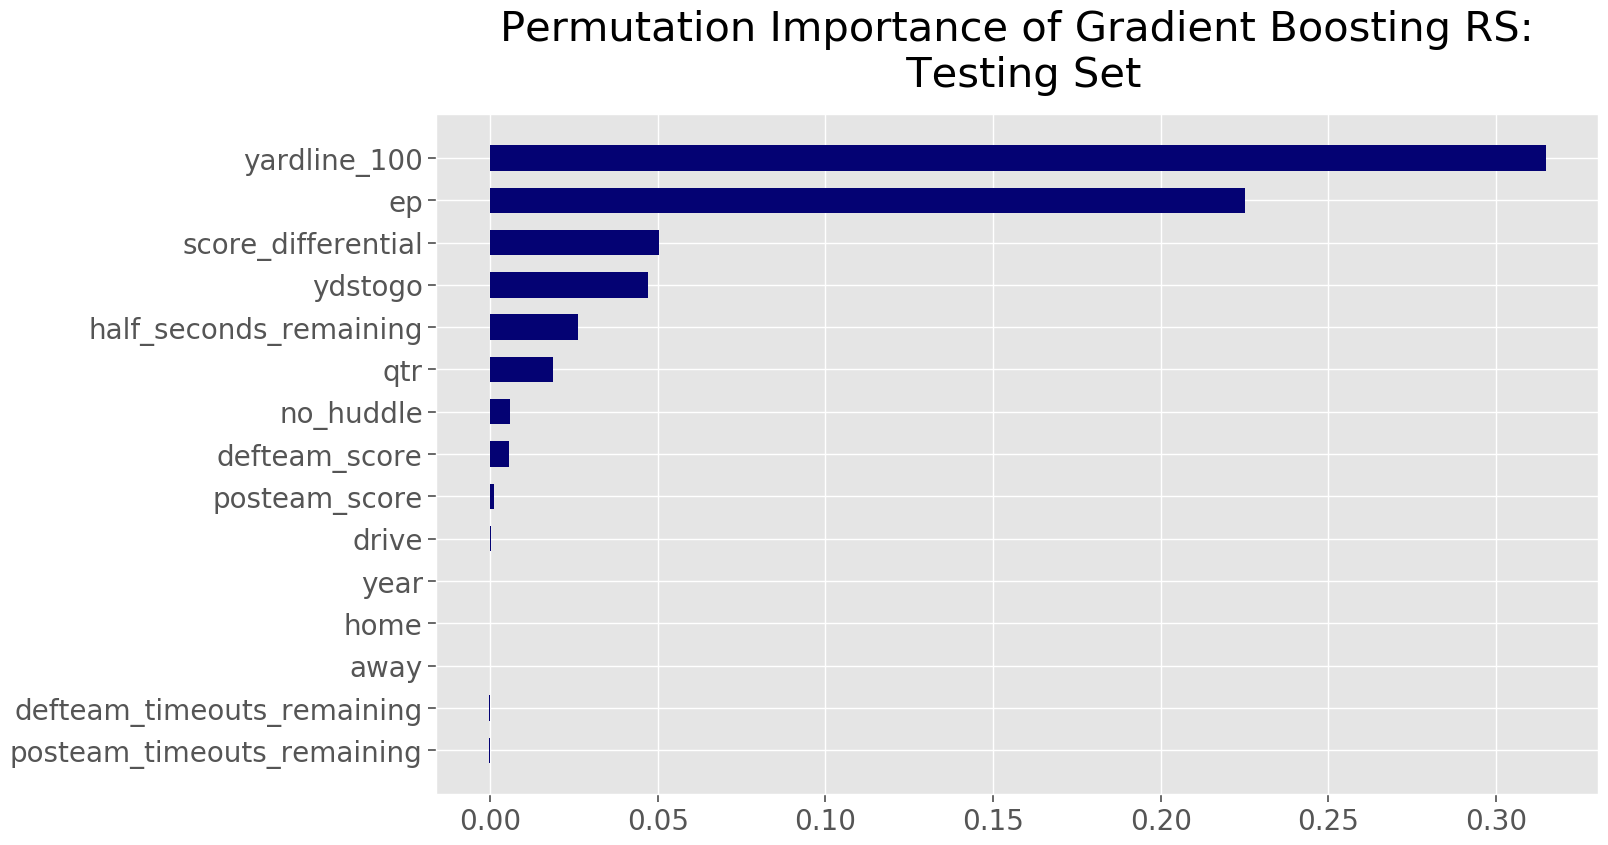 Permutation Importance of Gradient Boosting RS:
Testing Set
yardline_100
ep
score_differential
ydstogo
half_seconds_remaining
qtr
no_huddle
defteam_score
posteam_score
drive
year
home
away
defteam_timeouts_remaining
posteam_timeouts_remaining
0.00 0.05 0.10 0.15 0.20 0.25 0.30